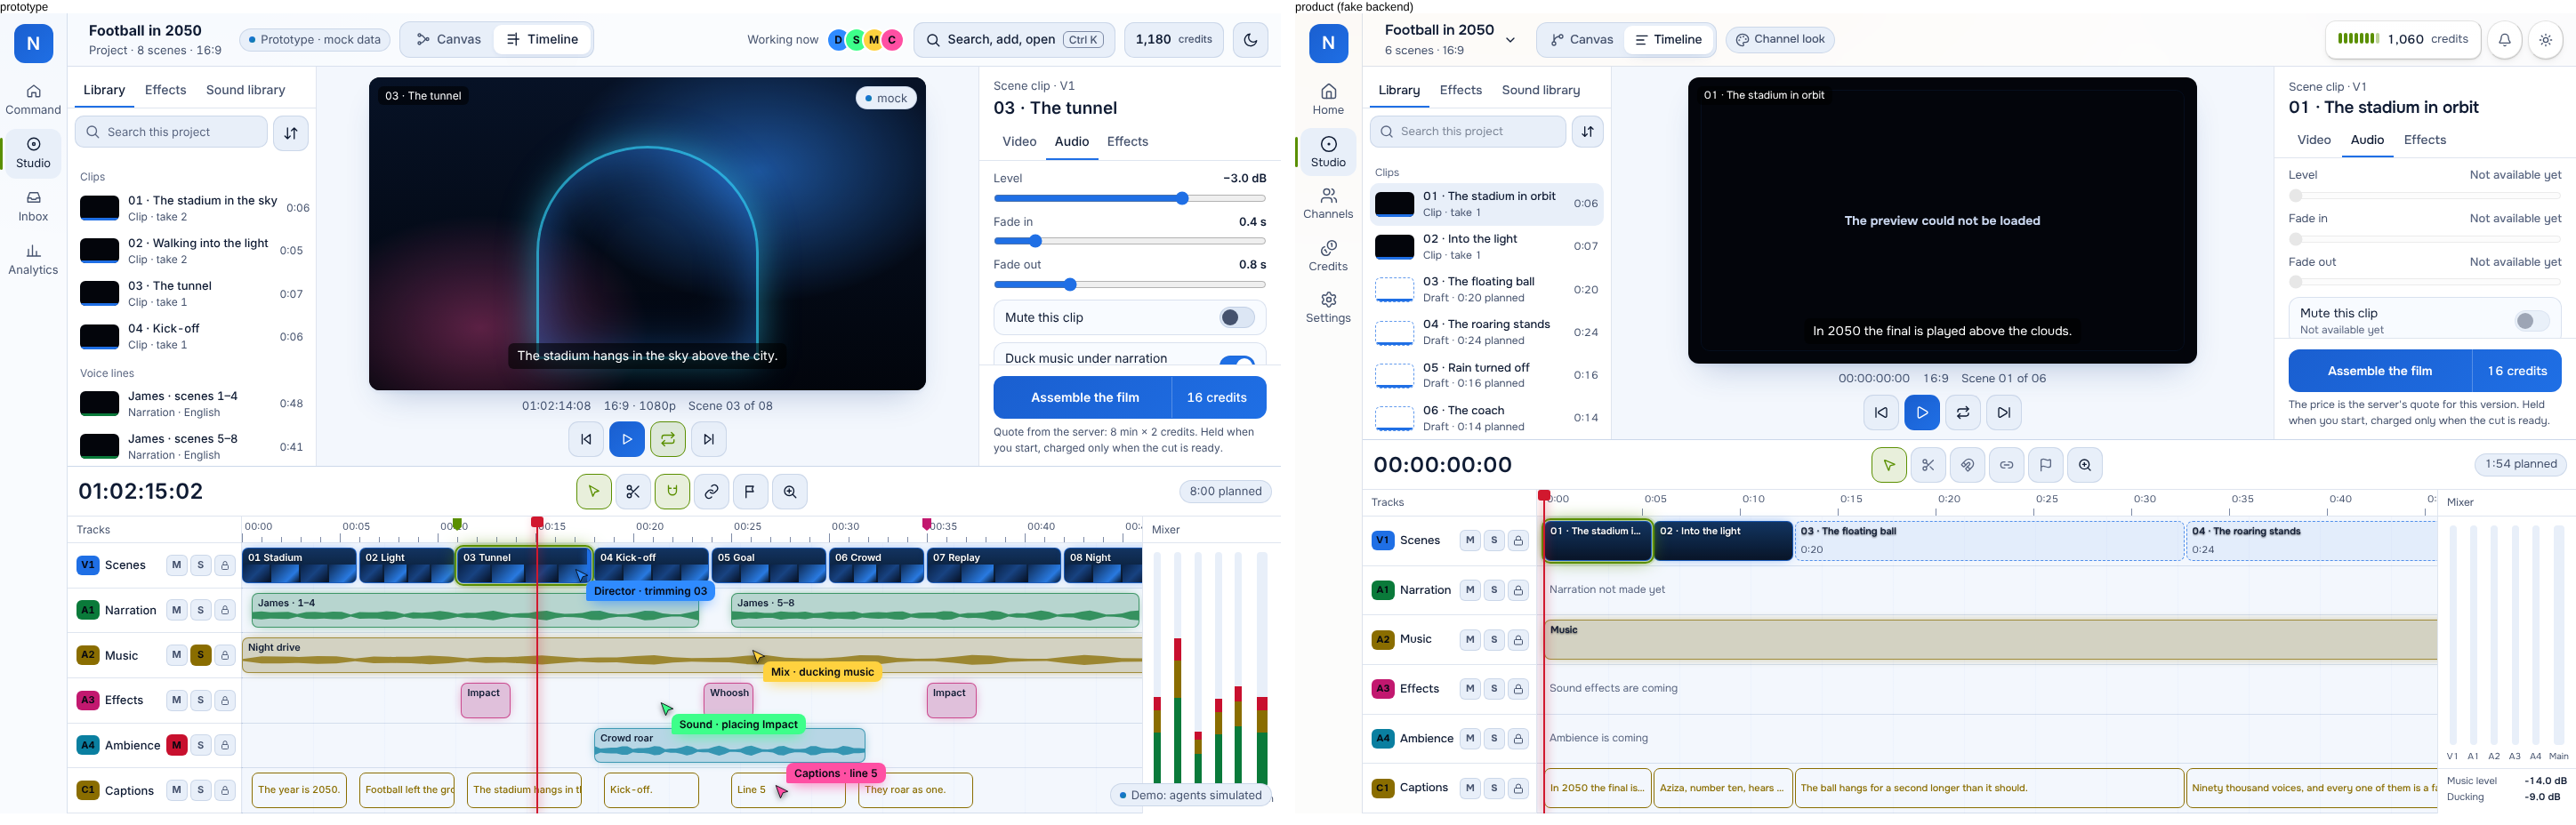 prototype
N
Football in 2050
Project · 8 scenes · 16:9
Prototype · mock data
Canvas
Timeline
Working now
D
S
M
C
Search, add, open
Ctrl K
1,180 credits
Command
Studio
Inbox
Analytics
Library
Effects
Sound library
Search this project
Clips
01 · The stadium in the sky
0:06
Clip · take 2
02 · Walking into the light
0:05
Clip · take 2
03 · The tunnel
0:07
Clip · take 1
04 · Kick-off
0:06
Clip · take 1
Voice lines
James · scenes 1–4
0:48
Narration · English
James · scenes 5–8
0:41
Narration · English
03 · The tunnel
mock
The stadium hangs in the sky above the city.
01:02:14:08
16:9 · 1080p
Scene 03 of 08
Scene clip · V1
03 · The tunnel
Video
Audio
Effects
Level
−3.0 dB
Fade in
0.4 s
Fade out
0.8 s
Mute this clip
Duck music under narration
Assemble the film
16 credits
Quote from the server: 8 min × 2 credits. Held when
you start, charged only when the cut is ready.
01:02:15:02
8:00 planned
Tracks
00:00
00:05
00:15
00:20
00:25
00:30
00:35
00:40
Mixer
V1 Scenes M S
01 Stadium
02 Light
03 Tunnel
04 Kick-off
05 Goal
06 Crowd
07 Replay
08 Night
Director · trimming 03
A1 Narration M S
James · 1–4
James · 5–8
A2 Music M S
Night drive
Mix · ducking music
A3 Effects M S
Impact
Whoosh
Impact
Sound · placing Impact
A4 Ambience M S
Crowd roar
Captions · line 5
C1 Captions M S
The year is 2050.
Football left the gro
The stadium hangs in t
Kick-off.
Line 5
They roar as one.
Demo: agents simulated
product (fake backend)
N
Football in 2050
6 scenes · 16:9
Canvas
Timeline
Channel look
1,060 credits
Home
Studio
Channels
Credits
Settings
Library
Effects
Sound library
Search this project
Clips
01 · The stadium in orbit
0:06
Clip · take 1
02 · Into the light
0:07
Clip · take 1
03 · The floating ball
0:20
Draft · 0:20 planned
04 · The roaring stands
0:24
Draft · 0:24 planned
05 · Rain turned off
0:16
Draft · 0:16 planned
06 · The coach
0:14
Draft · 0:14 planned
01 · The stadium in orbit
The preview could not be loaded
In 2050 the final is played above the clouds.
00:00:00:00
16:9
Scene 01 of 06
Scene clip · V1
01 · The stadium in orbit
Video
Audio
Effects
Level
Not available yet
Fade in
Not available yet
Fade out
Not available yet
Mute this clip
Not available yet
Assemble the film
16 credits
The price is the server's quote for this version. Held
when you start, charged only when the cut is ready.
00:00:00:00
1:54 planned
Tracks
0:00
0:05
0:10
0:15
0:20
0:25
0:30
0:35
0:40
Mixer
V1 Scenes M S
01 · The stadium i...
02 · Into the light
03 · The floating ball
0:20
04 · The roaring stands
0:24
A1 Narration M S
Narration not made yet
A2 Music M S
Music
A3 Effects M S
Sound effects are coming
A4 Ambience M S
Ambience is coming
C1 Captions M S
In 2050 the final is...
Aziza, number ten, hears ...
The ball hangs for a second longer than it should.
Ninety thousand voices, and every one of them is a fa
V1 A1 A2 A3 A4 Main
Music level
-14.0 dB
Ducking
-9.0 dB